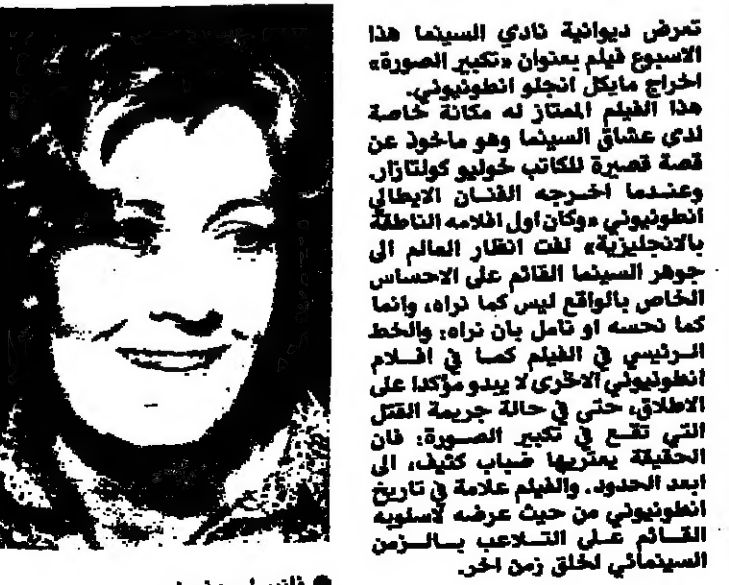 تعرض ديوانية نادي السينما هذا
الاسبوع فيلم بعنوان «تكبير الصورة»
اخراج مايكل انجلو انطونيوني.
هذا الفيلم الممتاز له مكانة خاصة
لدى عشاق السينما وهو ماخوذ عن
قصة قصيرة للكاتب خوليو كولتازار.
وعندما اخرجه الفنان الايطالي
انطونيوني «وكان اول افلامه الناطقة
بالانجليزية» لفت انظار العالم الى
جوهر السينما القائم على الاحساس
الخاص بالواقع ليس كما نراه، وانما
كما نحسه او نامل بان نراه، والخط
الرئيسي في الفيلم كما في افلام
انطونيوني الاخرى لا يبدو مؤكدا على
الاطلاق، حتى في حالة جريمة القتل
التي تقع في تكبير الصورة، فان
الحقيقة يعتريها ضباب كثيف، الى
ابعد الحدود. والفيلم علامة في تاريخ
انطونيوني من حيث عرضه لاسلوبه
القائم على التلاعب بالزمن
السينمائي لخلق زمن اخر.